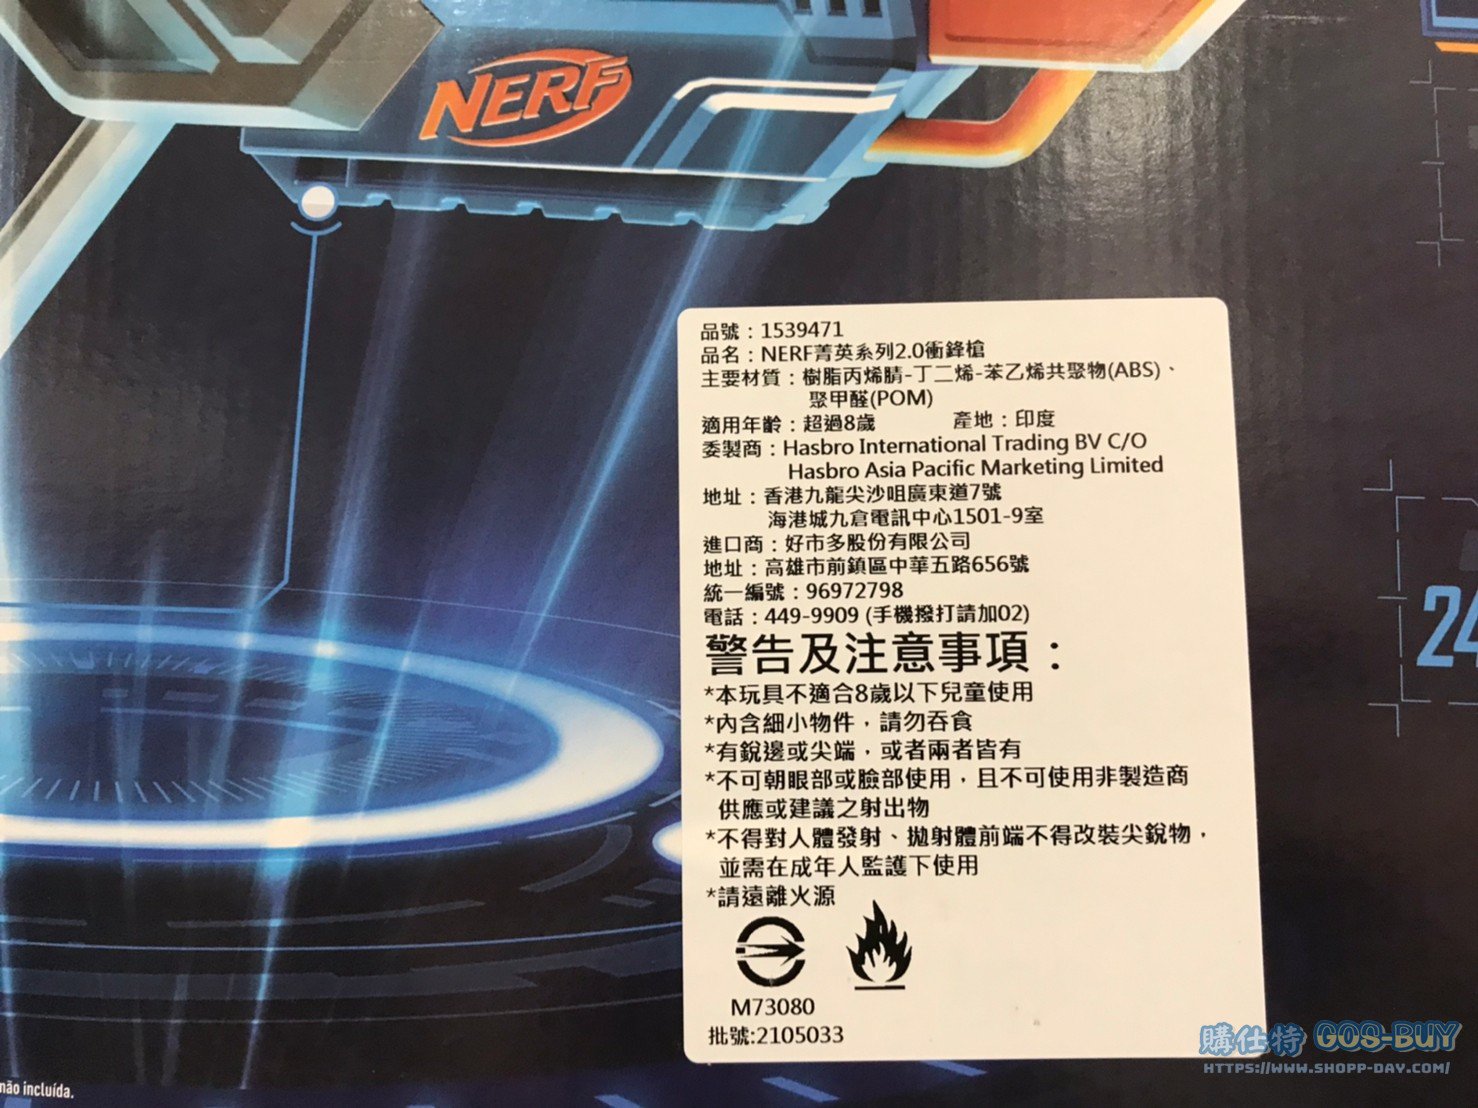 NERF
品號：1539471
品名：NERF菁英系列2.0衝鋒槍
主要材質：樹脂丙烯腈-丁二烯-苯乙烯共聚物(ABS)、
聚甲醛(POM)
適用年齡：超過8歲 產地：印度
委製商：Hasbro International Trading BV C/O
Hasbro Asia Pacific Marketing Limited
地址：香港九龍尖沙咀廣東道7號
海港城九倉電訊中心1501-9室
進口商：好市多股份有限公司
地址：高雄市前鎮區中華五路656號
統一編號：96972798
電話：449-9909 (手機撥打請加02)
警告及注意事項：
*本玩具不適合8歲以下兒童使用
*內含細小物件，請勿吞食
*有銳邊或尖端，或者兩者皆有
*不可朝眼部或臉部使用，且不可使用非製造商
供應或建議之射出物
*不得對人體發射、拋射體前端不得改裝尖銳物，
並需在成年人監護下使用
*請遠離火源
M73080
批號:2105033
24
não incluída.
購仕特 GOS-BUY
HTTPS://WWW.SHOPP-DAY.COM/